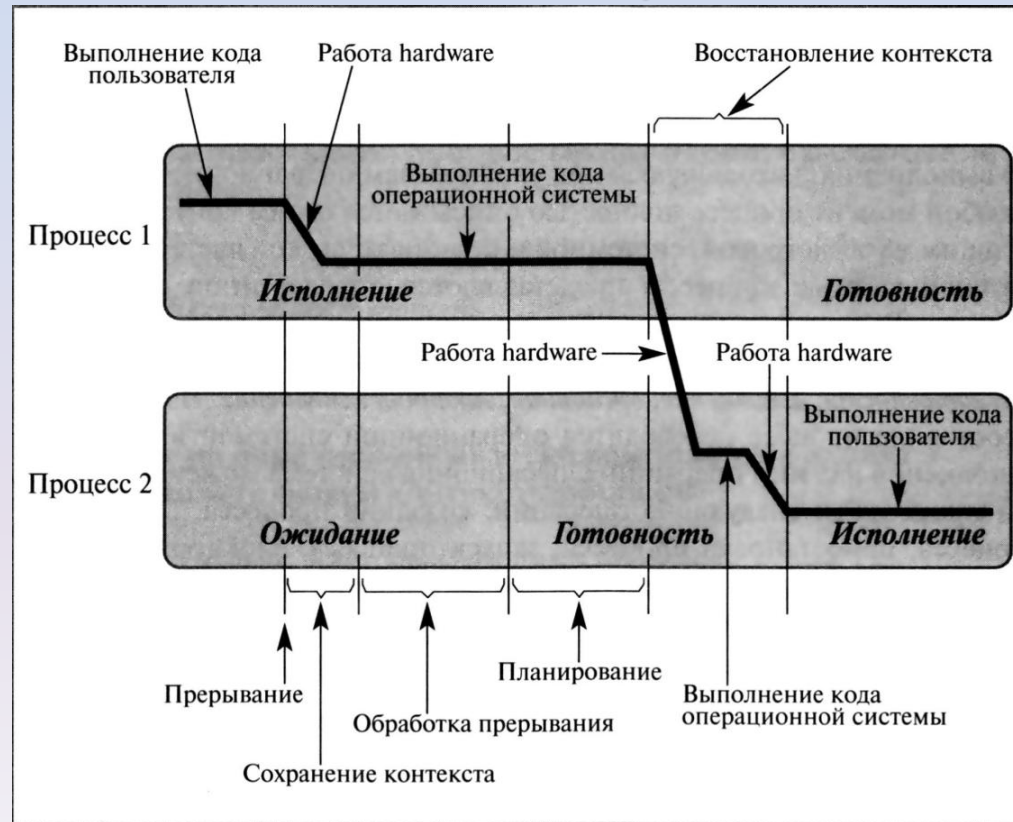 Выполнение кода
пользователя
Работа hardware
Восстановление контекста
Процесс 1
Выполнение кода
операционной системы
Исполнение
Готовность
Работа hardware
Работа hardware
Процесс 2
Выполнение кода
пользователя
Ожидание
Готовность
Исполнение
Прерывание
Планирование
Обработка прерывания
Выполнение кода
операционной системы
Сохранение контекста